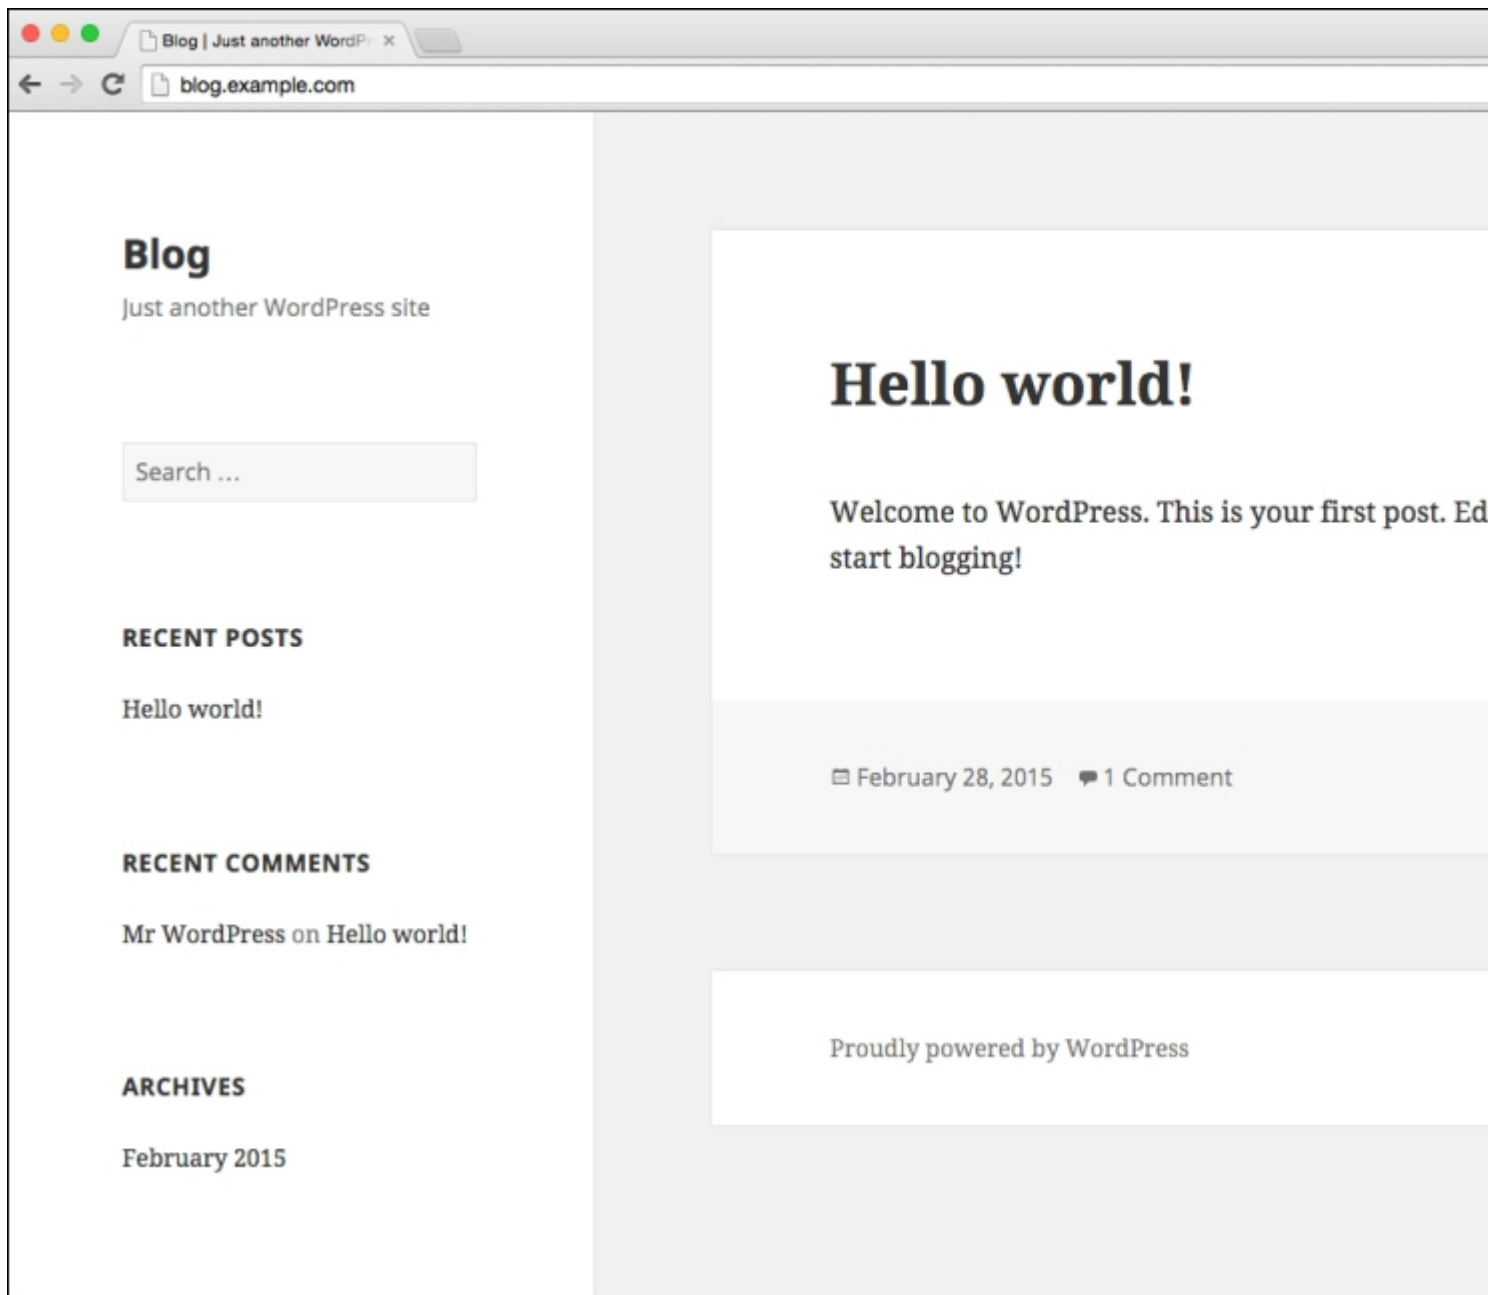 Blog | Just another WordPr
blog.example.com
Blog
Just another WordPress site
Search ...
RECENT POSTS
Hello world!
RECENT COMMENTS
Mr WordPress on Hello world!
ARCHIVES
February 2015
Hello world!
Welcome to WordPress. This is your first post. Ed
start blogging!
February 28, 2015 1 Comment
Proudly powered by WordPress